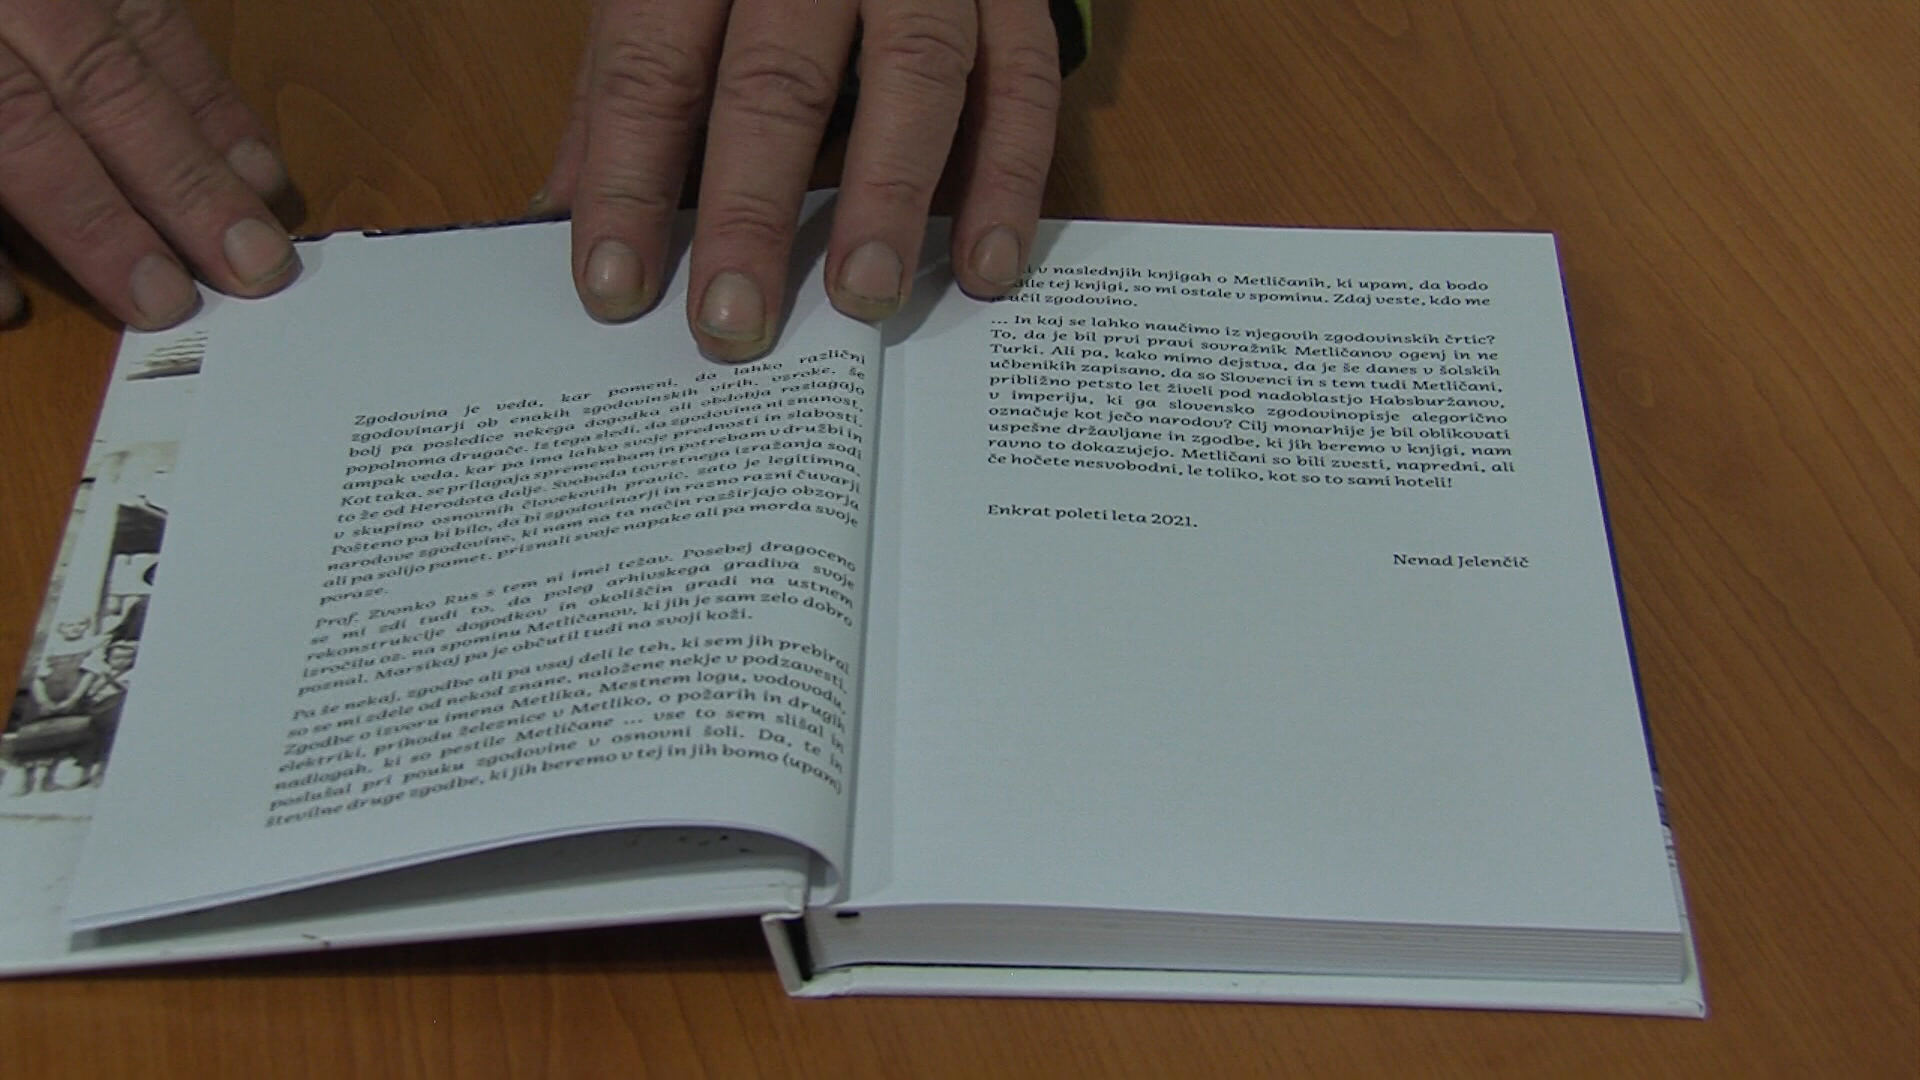 Zgodovina je veda, kar pomeni, da lahko različni
zgodovinarji ob enakih zgodovinskih virih, vzroke, še
bolj pa posledice nekega dogodka ali obdobja razlagajo
popolnoma drugače. Iz tega sledi, da zgodovina ni znanost,
ampak veda, kar pa ima lahko svoje prednosti in slabosti.
Kot taka, se prilagaja spremembam in potrebam v družbi in
to že od Herodota dalje. Svoboda tovrstnega izražanja sodi
v skupino osnovnih človekovih pravic, zato je legitimna.
Pošteno pa bi bilo, da bi zgodovinarji in razno razni čuvarji
narodove zgodovine, ki nam na ta način razširjajo obzorja
ali pa solijo pamet, priznali svoje napake ali pa morda svoje
poraze.
Prof. Zvonko Rus s tem ni imel težav. Posebej dragoceno
se mi zdi tudi to, da poleg arhivskega gradiva svoje
rekonstrukcije dogodkov in okoliščin gradi na ustnem
izročilu oz. na spominu Metličanov, ki jih je sam zelo dobro
poznal. Marsikaj pa je občutil tudi na svoji koži.
Pa še nekaj, zgodbe ali pa vsaj deli le teh, ki sem jih prebiral
so se mi zdele od nekod znane, naložene nekje v podzavesti.
Zgodbe o izvoru imena Metlika, Mestnem logu, vodovodu,
elektriki, prihodu železnice v Metliko, o požarih in drugih
nadlogah, ki so pestile Metličane ... vse to sem slišal in
poslušal pri pouku zgodovine v osnovni šoli. Da, te in
številne druge zgodbe, ki jih beremo v tej in jih bomo (upam)
v naslednjih knjigah o Metličanih, ki upam, da bodo
tej knjigi, so mi ostale v spominu. Zdaj veste, kdo me
je učil zgodovino.
... In kaj se lahko naučimo iz njegovih zgodovinskih črtic?
To, da je bil prvi pravi sovražnik Metličanov ogenj in ne
Turki. Ali pa, kako mimo dejstva, da je še danes v šolskih
učbenikih zapisano, da so Slovenci in s tem tudi Metličani,
približno petsto let živeli pod nadoblastjo Habsburžanov,
v imperiju, ki ga slovensko zgodovinopisje alegorično
označuje kot ječo narodov? Cilj monarhije je bil oblikovati
uspešne državljane in zgodbe, ki jih beremo v knjigi, nam
ravno to dokazujejo. Metličani so bili zvesti, napredni, ali
če hočete nesvobodni, le toliko, kot so to sami hoteli!
Enkrat poleti leta 2021.
Nenad Jelenčič